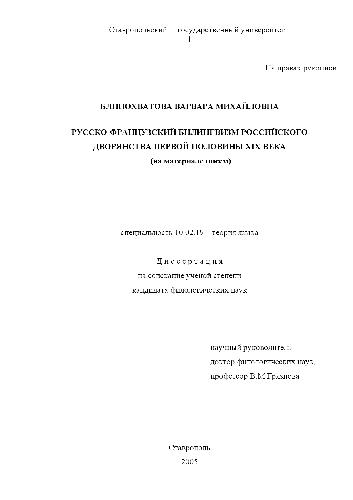 Ставропольский государственный университет
На правах рукописи
БЛИНОХВАТОВА ВАРВАРА МИХАЙЛОВНА
РУССКО-ФРАНЦУЗСКИЙ БИЛИНГВИЗМ РОССИЙСКОГО
ДВОРЯНСТВА ПЕРВОЙ ПОЛОВИНЫ XIX ВЕКА
(на материале писем)
специальность 10.02.19 – теория языка
Диссертация
на соискание ученой степени
кандидата филологических наук
научный руководитель:
доктор филологических наук,
профессор В.М.Грязнова
Ставрополь
2005